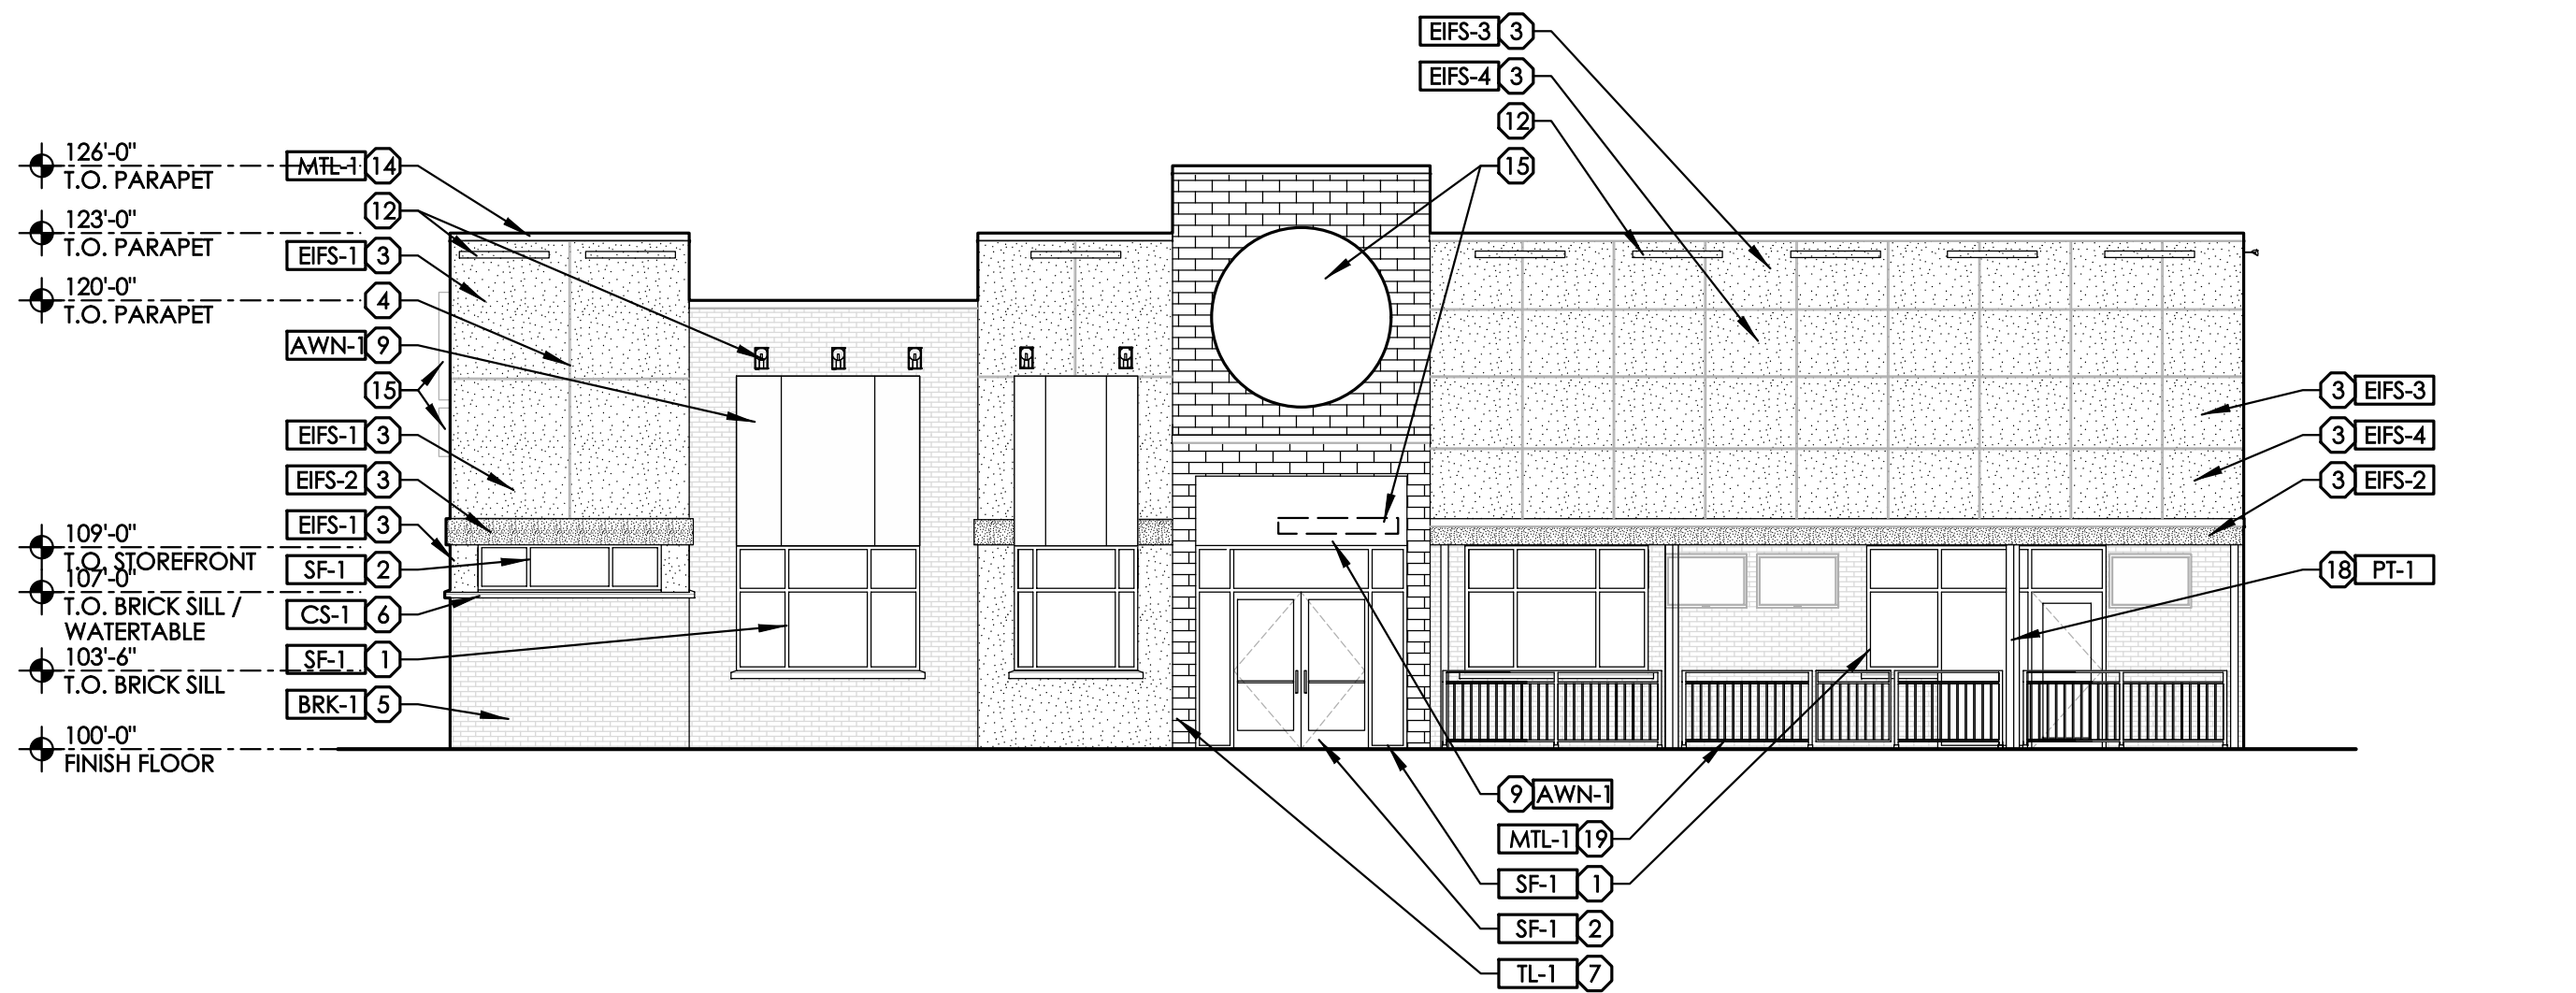 EIFS-3 3
EIFS-4 3
12
15
126'-0"
T.O. PARAPET
MTL-1 14
12
123'-0"
T.O. PARAPET
EIFS-1 3
120'-0"
T.O. PARAPET
4
AWN-1 9
15
EIFS-1 3
EIFS-2 3
EIFS-1 3
109'-0"
T.O. STOREFRONT
SF-1 2
107'-0"
T.O. BRICK SILL /
WATERTABLE
CS-1 6
SF-1 1
103'-6"
T.O. BRICK SILL
BRK-1 5
100'-0"
FINISH FLOOR
3 EIFS-3
3 EIFS-4
3 EIFS-2
18 PT-1
9 AWN-1
MTL-1 19
SF-1 1
SF-1 2
TL-1 7